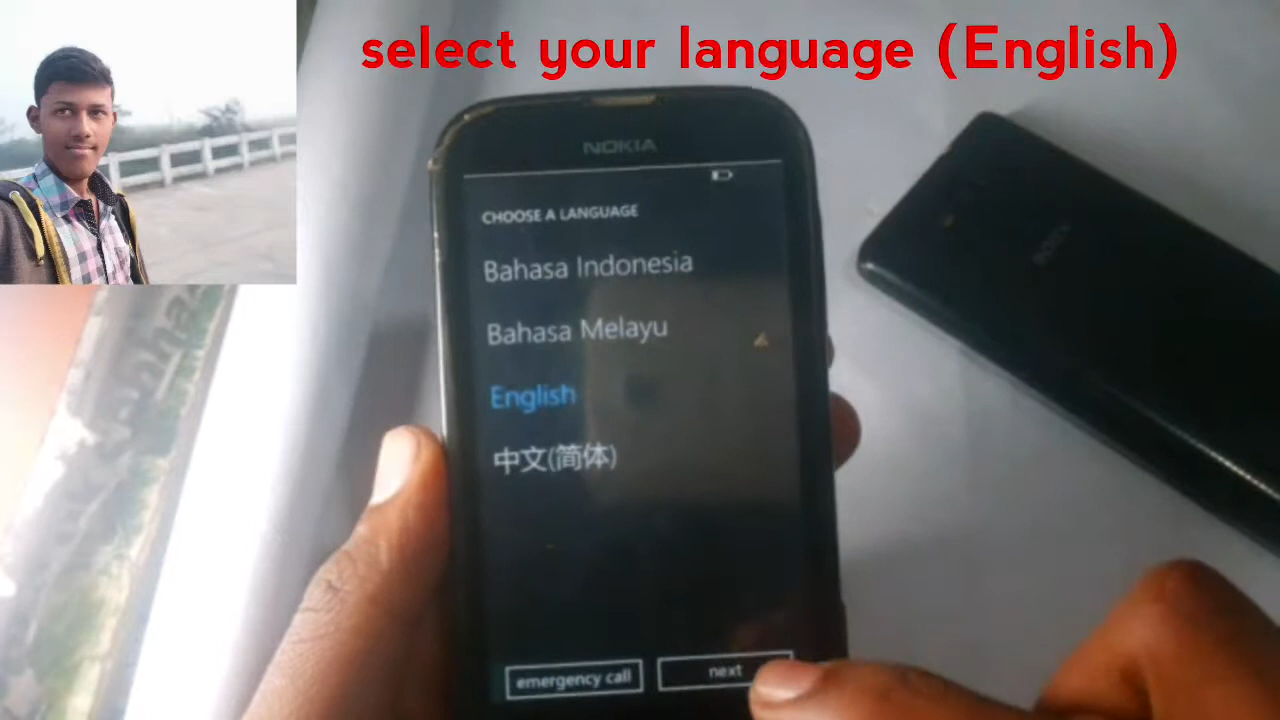 select your language (English)
NOKIA
CHOOSE A LANGUAGE
Bahasa Indonesia
Bahasa Melayu
English
中文(简体)
emergency call
next